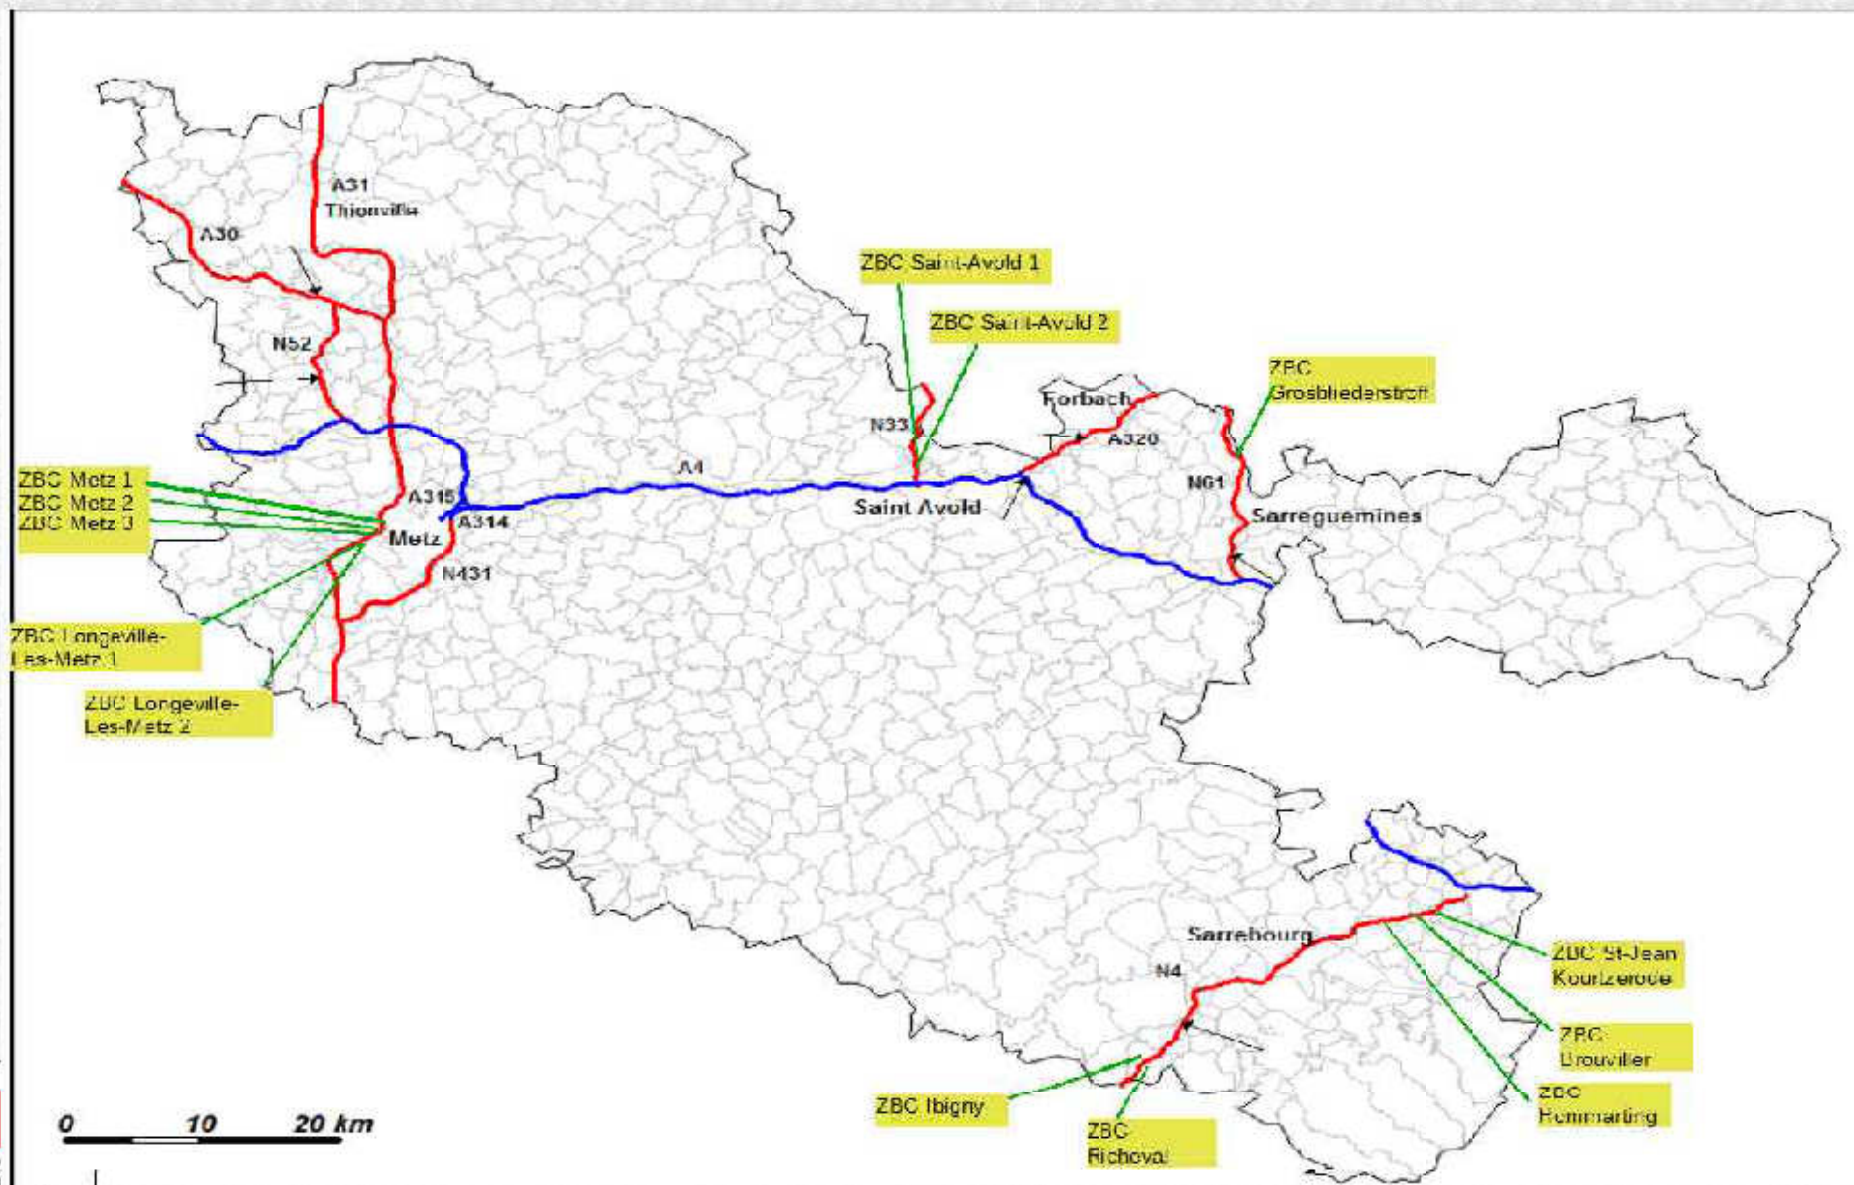 A31
Thionville
A30
ZBC Saint-Avold 1
ZBC Saint-Avold 2
N52
ZBC
Grosbliederstroff
Forbach
N33
A320
A4
ZBC Metz 1
ZBC Metz 2
ZBC Metz 3
A315
A314
Metz
Saint Avold
N61
Sarreguemines
N431
ZBC Longeville-
Les-Metz 1
ZBC Longeville-
Les-Metz 2
Sarrebourg
N4
ZBC St-Jean
Kourtzerode
ZBC
Brouviller
ZBC
Hommarting
ZBC Ibigny
ZBC
Richeval
0 10 20 km